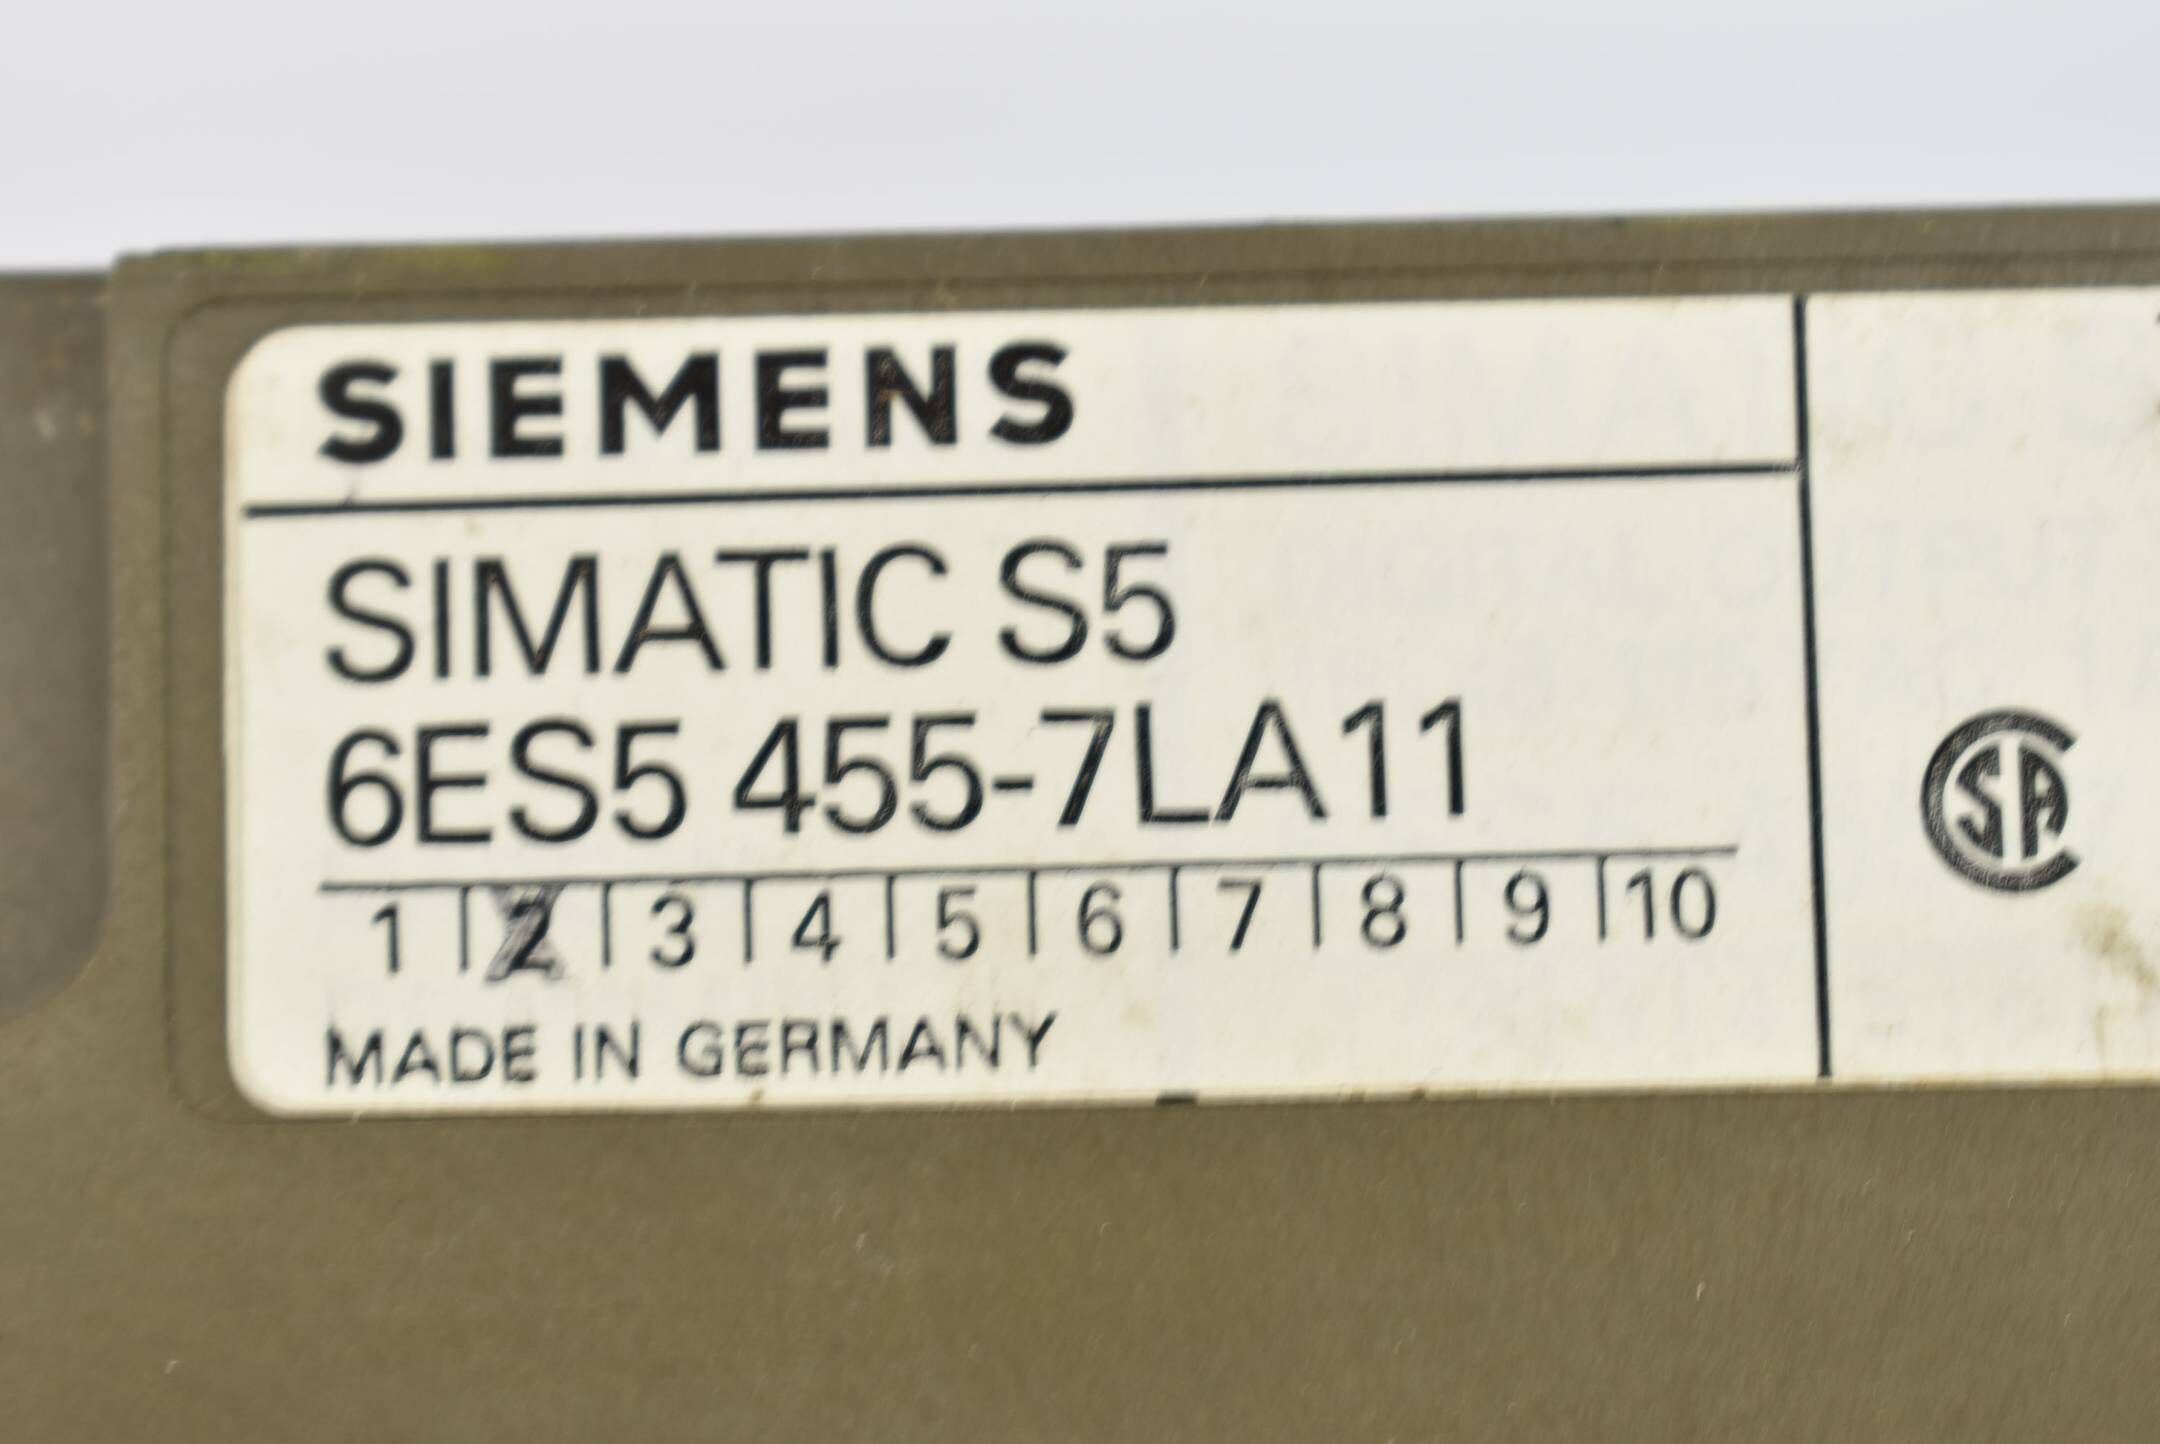 SIEMENS
SIMATIC S5
6ES5 455-7LA11
1 2 3 4 5 6 7 8 9 10
MADE IN GERMANY
CSA